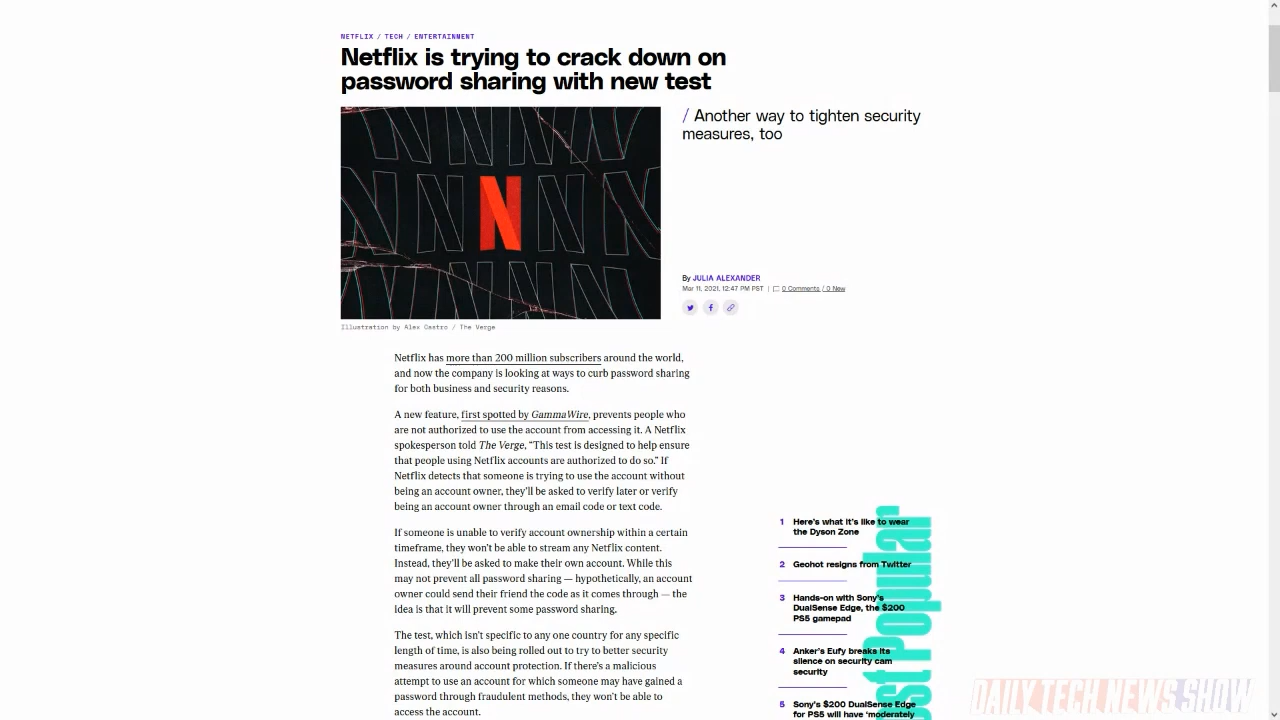 NETFLIX / TECH / ENTERTAINMENT
Netflix is trying to crack down on
password sharing with new test
/ Another way to tighten security
measures, too
N
By JULIA ALEXANDER
Mar 11, 2021, 12:47 PM PST | 0 Comments / 0 New
Illustration by Alex Castro / The Verge
Netflix has more than 200 million subscribers around the world,
and now the company is looking at ways to curb password sharing
for both business and security reasons.
A new feature, first spotted by GammaWire, prevents people who
are not authorized to use the account from accessing it. A Netflix
spokesperson told The Verge, “This test is designed to help ensure
that people using Netflix accounts are authorized to do so.” If
Netflix detects that someone is trying to use the account without
being an account owner, they’ll be asked to verify later or verify
being an account owner through an email code or text code.
If someone is unable to verify account ownership within a certain
timeframe, they won’t be able to stream any Netflix content.
Instead, they’ll be asked to make their own account. While this
may not prevent all password sharing — hypothetically, an account
owner could send their friend the code as it comes through — the
idea is that it will prevent some password sharing.
The test, which isn’t specific to any one country for any specific
length of time, is also being rolled out to try to better security
measures around account protection. If there’s a malicious
attempt to use an account for which someone may have gained a
password through fraudulent methods, they won’t be able to
access the account.
st Popular
1 Here’s what it’s like to wear
the Dyson Zone
2 Geohot resigns from Twitter
3 Hands-on with Sony’s
DualSense Edge, the $200
PS5 gamepad
4 Anker’s Eufy breaks its
silence on security cam
security
5 Sony’s $200 DualSense Edge
for PS5 will have ‘moderately
DAILY TECH NEWS SHOW